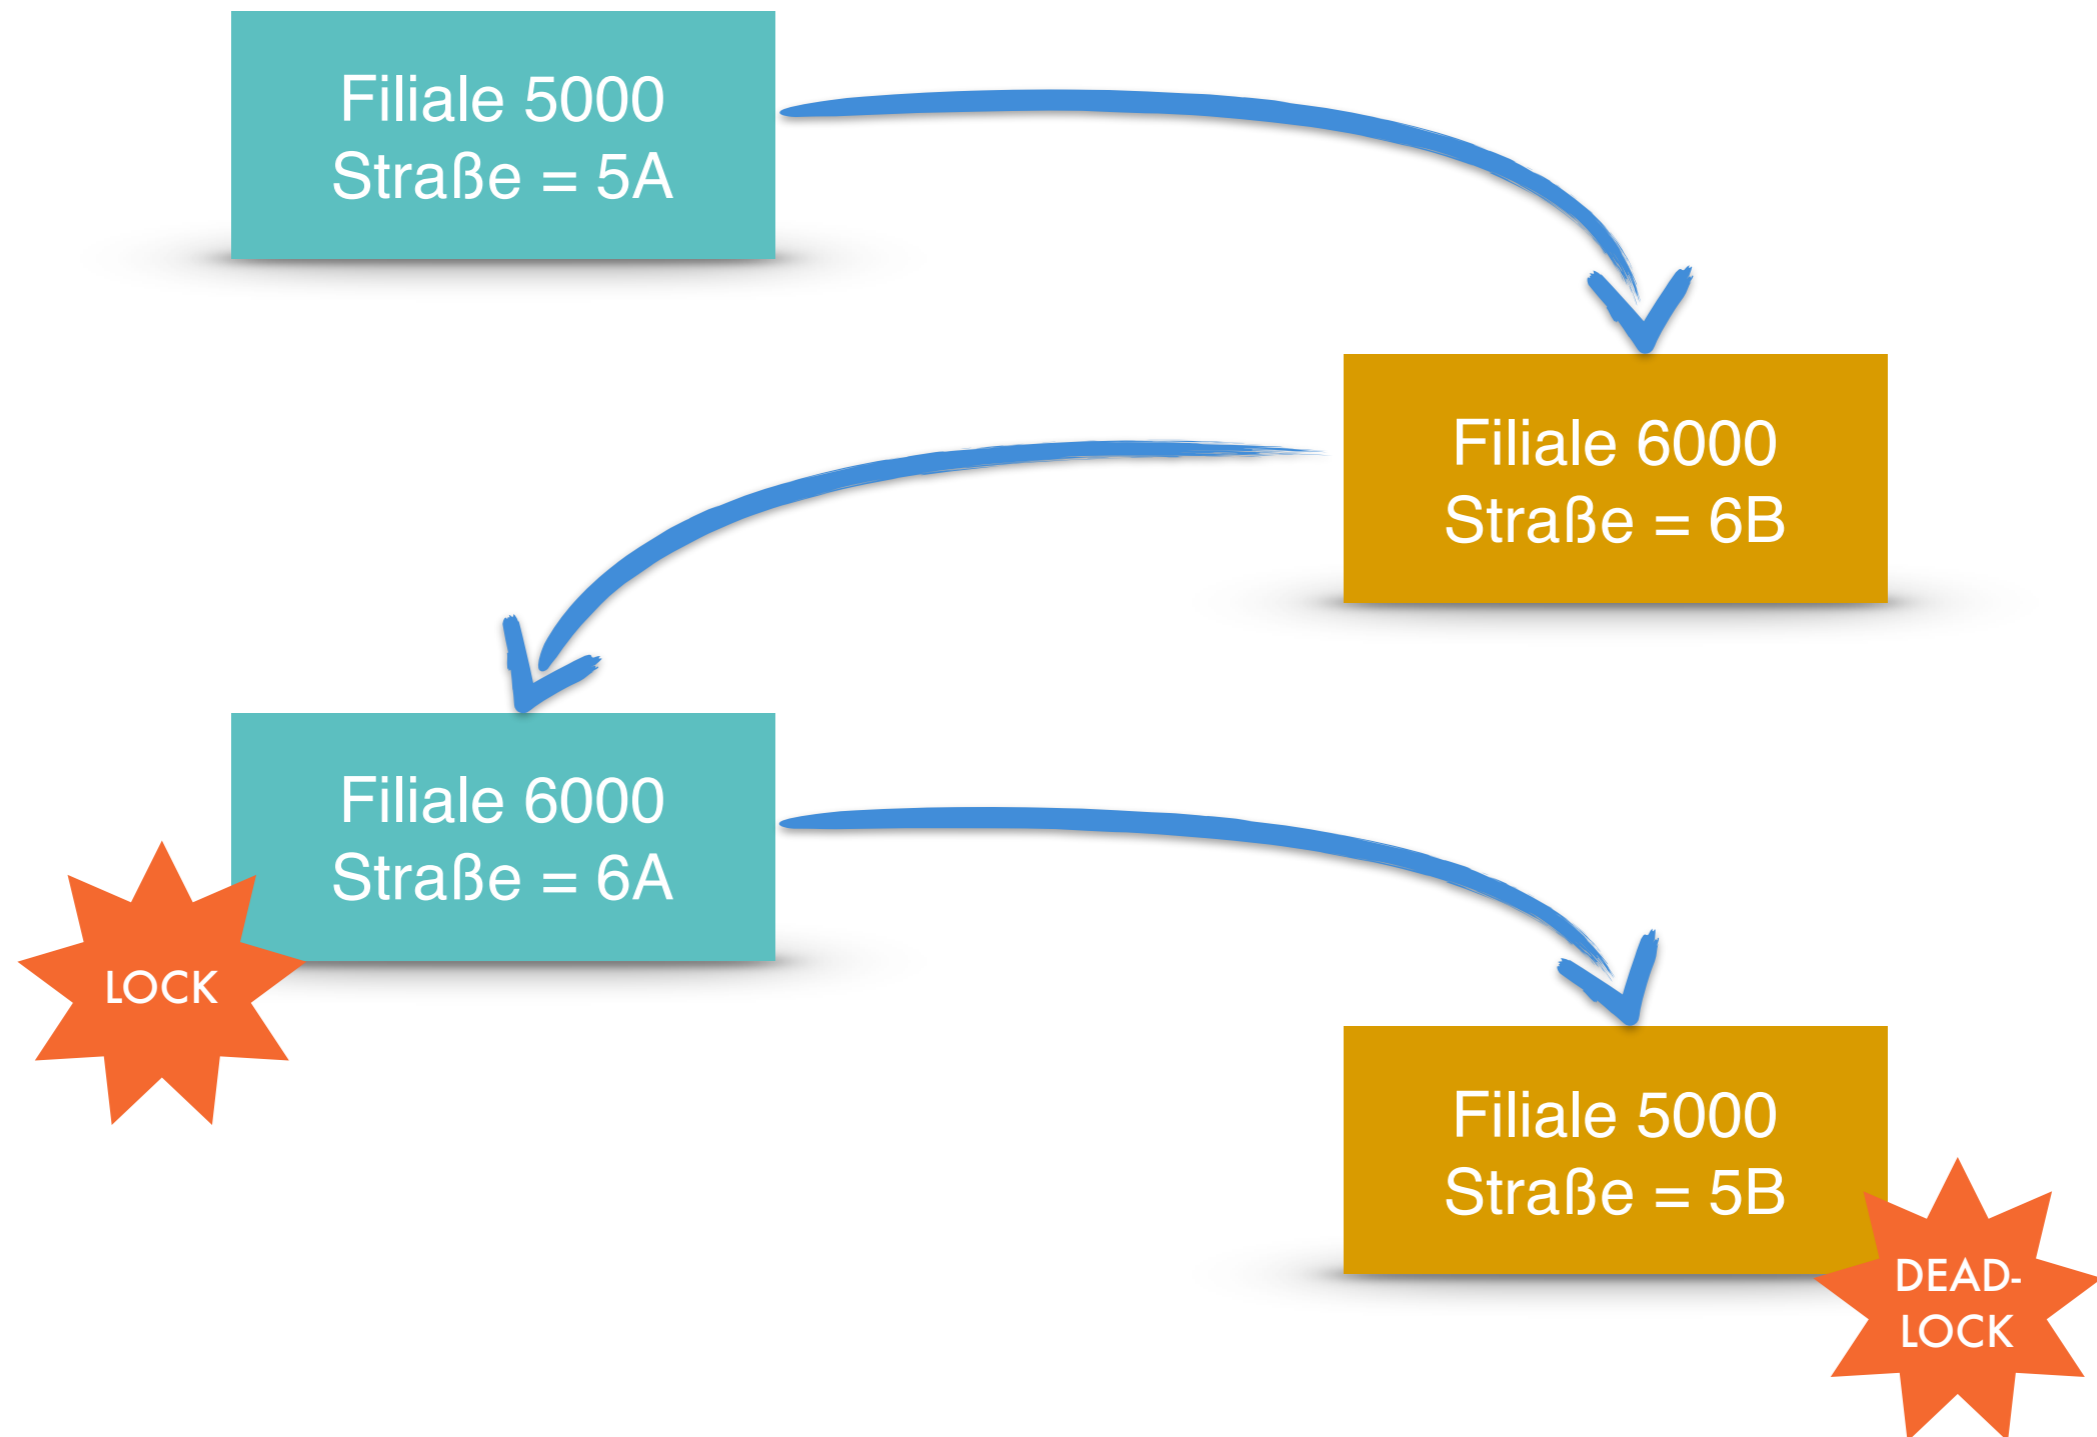 Filiale 5000
Straße = 5A
Filiale 6000
Straße = 6B
Filiale 6000
Straße = 6A
LOCK
Filiale 5000
Straße = 5B
DEAD-
LOCK